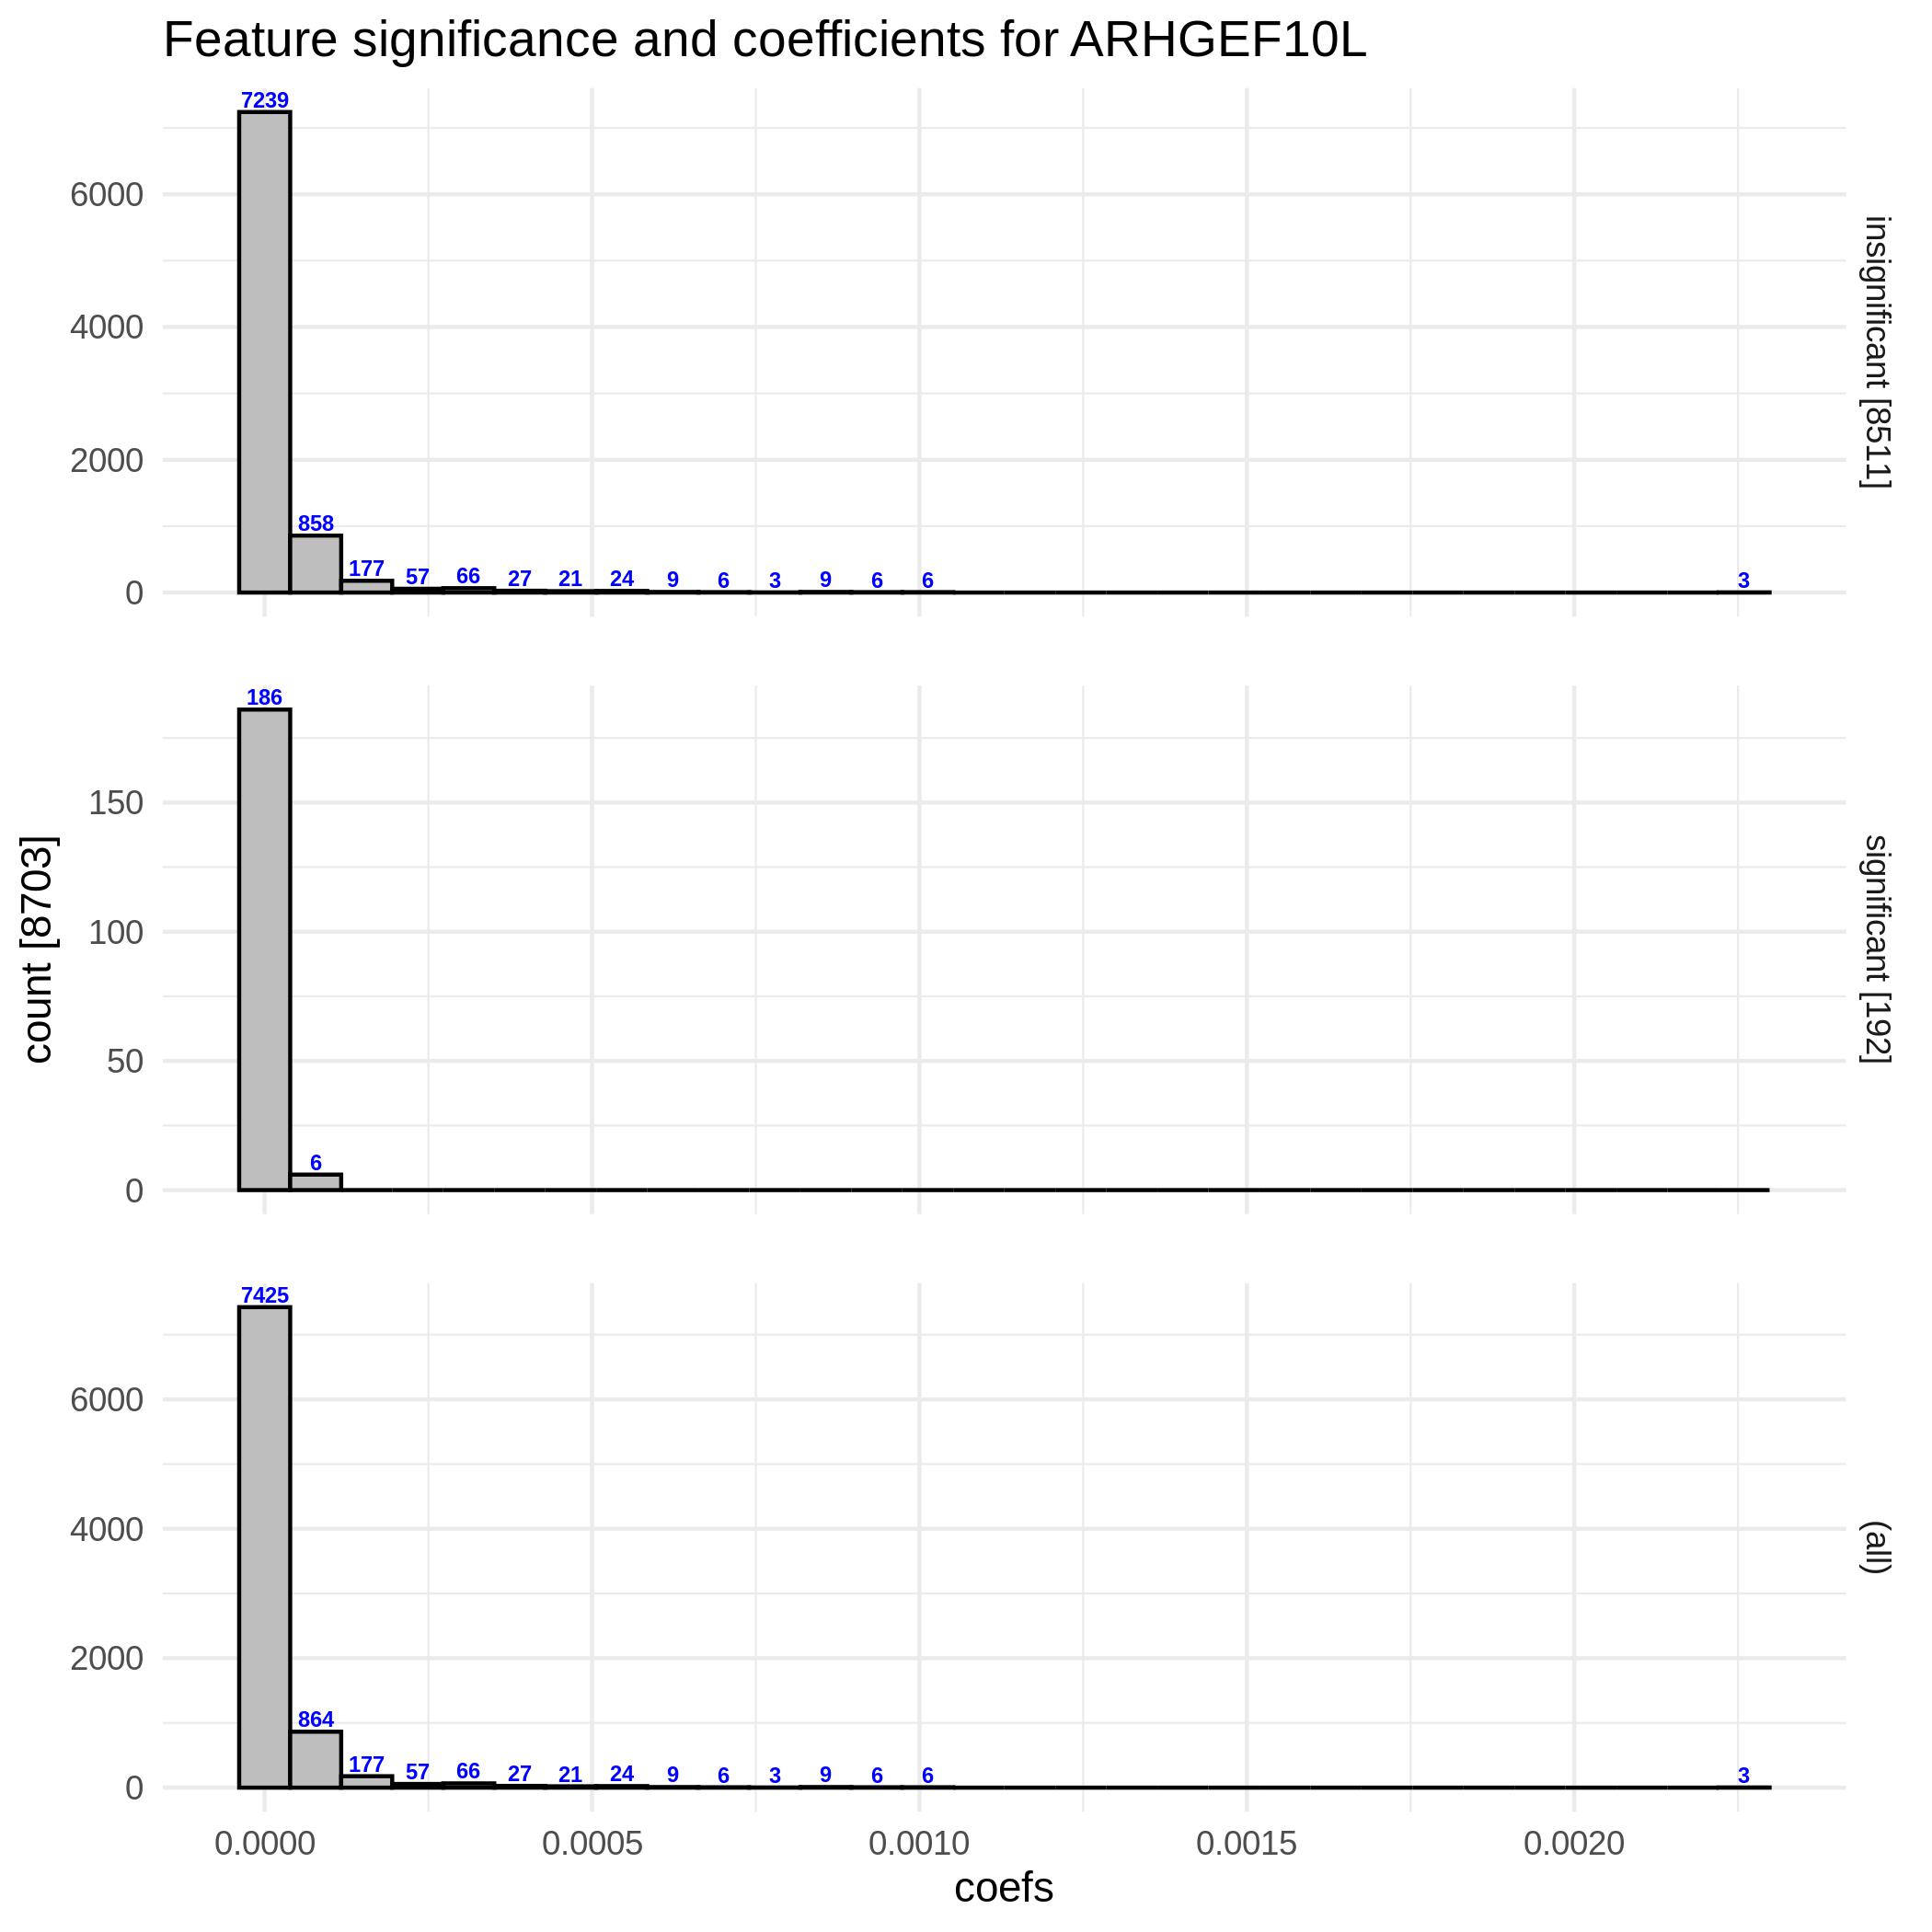 Feature significance and coefficients for ARHGEF10L
7239
6000
4000
2000
858
177 57 66 27 21 24 9 6 3 9 6 6 3
0
insignificant [8511]
186
150
100
50
6
0
significant [192]
count [8703]
7425
6000
4000
2000
864
177 57 66 27 21 24 9 6 3 9 6 6 3
0
(all)
0.0000 0.0005 0.0010 0.0015 0.0020
coefs